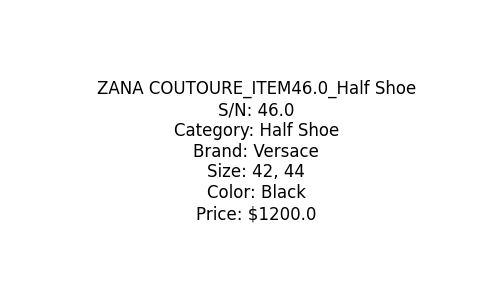 ZANA COUTOURE_ITEM46.0_Half Shoe
S/N: 46.0
Category: Half Shoe
Brand: Versace
Size: 42, 44
Color: Black
Price: $1200.0